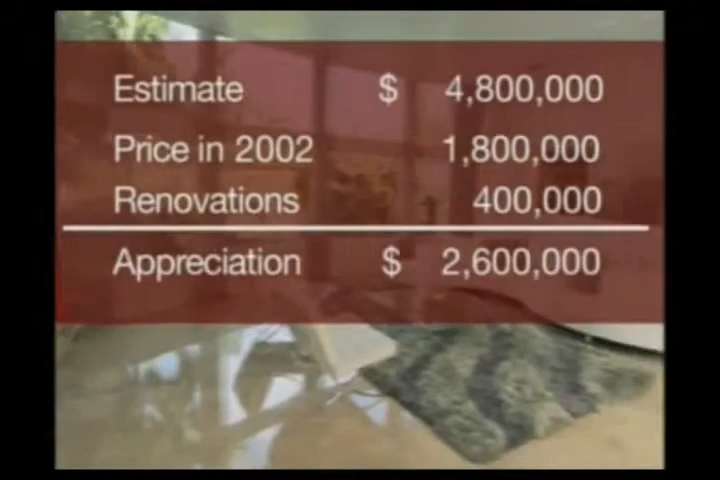 Estimate $ 4,800,000
Price in 2002 1,800,000
Renovations 400,000
Appreciation $ 2,600,000